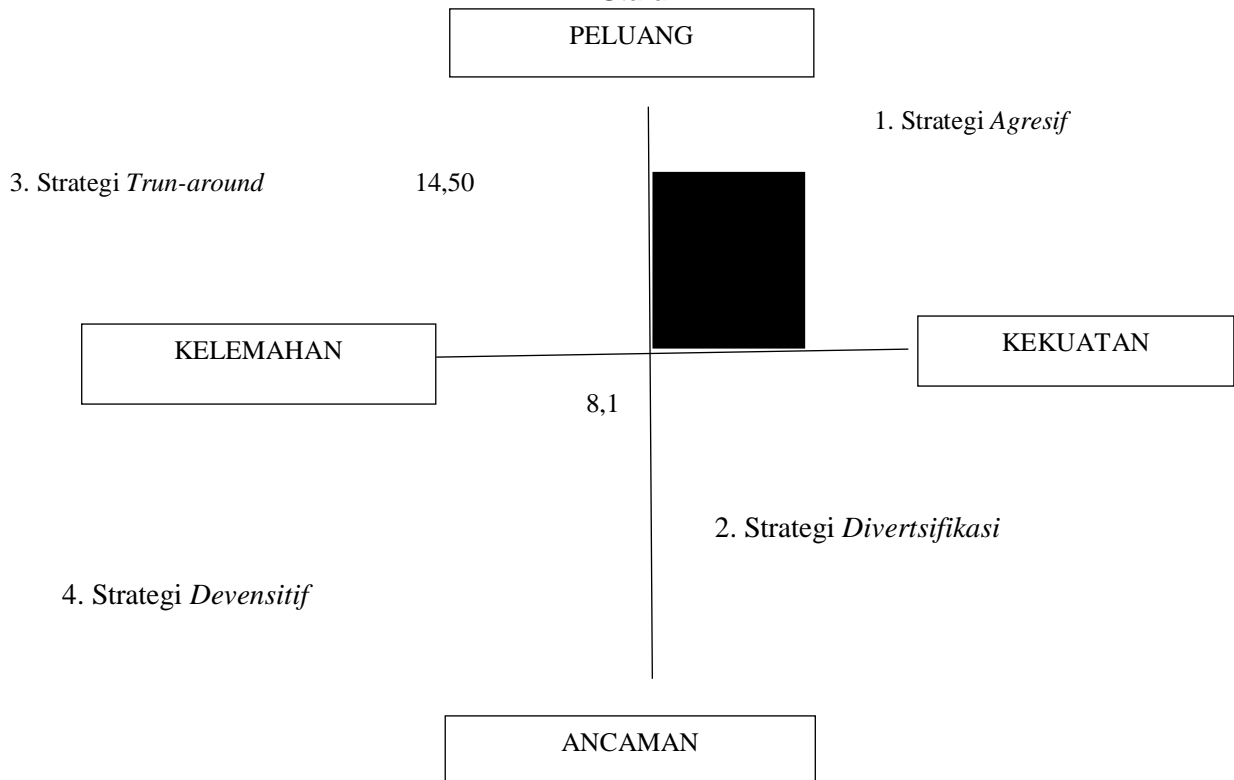 PELUANG
1. Strategi Agresif
3. Strategi Trun-around 14,50
KELEMAHAN
KEKUATAN
8,1
2. Strategi Divertsifikasi
4. Strategi Devensitif
ANCAMAN